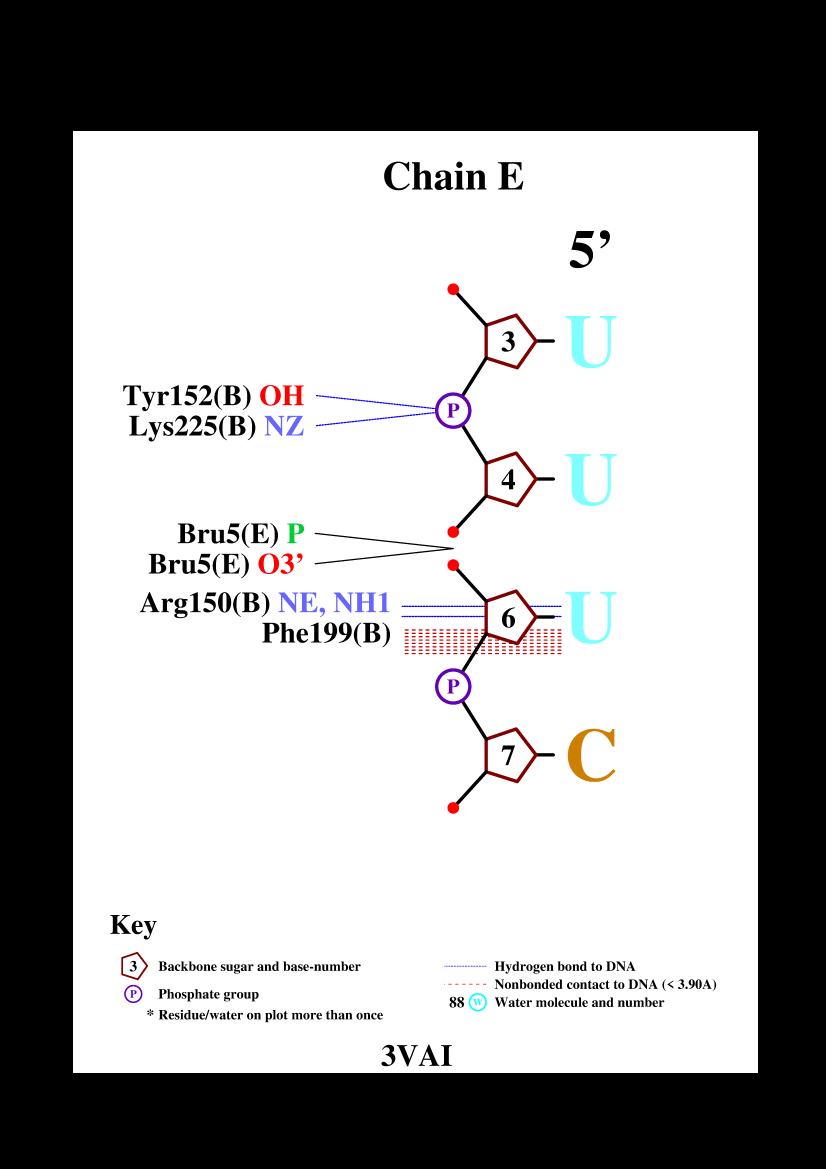 Chain E
5’
3 U
Tyr152(B) OH
P
Lys225(B) NZ
4 U
Bru5(E) P
Bru5(E) O3’
Arg150(B) NE, NH1
6 U
Phe199(B)
P
7 C
Key
3 Backbone sugar and base-number
P Phosphate group
* Residue/water on plot more than once
Hydrogen bond to DNA
Nonbonded contact to DNA (< 3.90A)
88 W Water molecule and number
3VAI